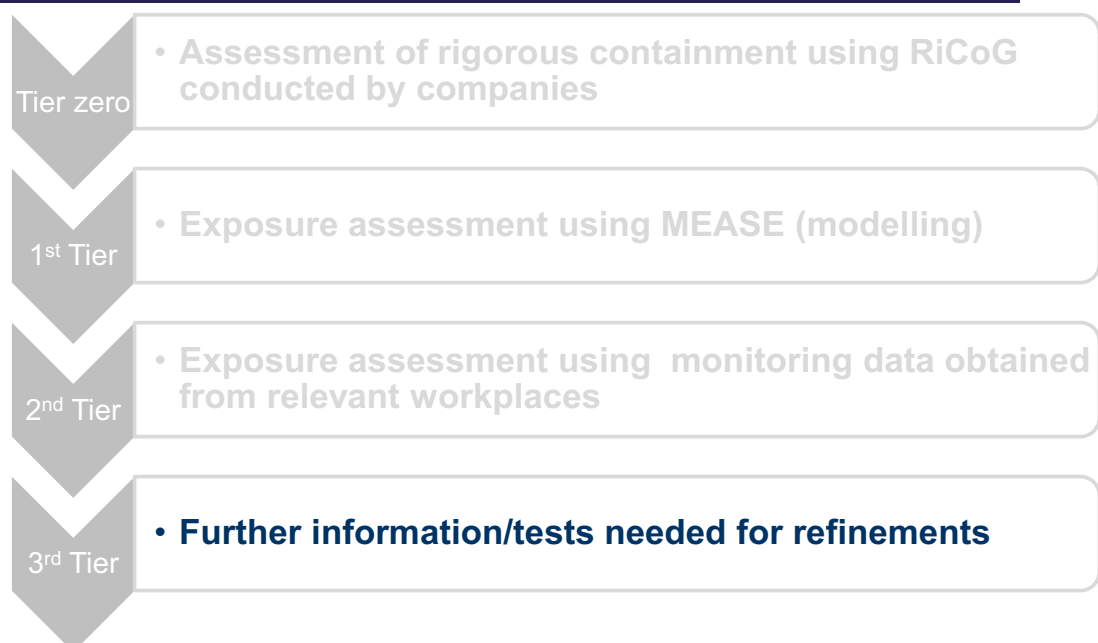 Tier zero
• Assessment of rigorous containment using RiCoG
conducted by companies
1st Tier
• Exposure assessment using MEASE (modelling)
2nd Tier
• Exposure assessment using monitoring data obtained
from relevant workplaces
3rd Tier
• Further information/tests needed for refinements